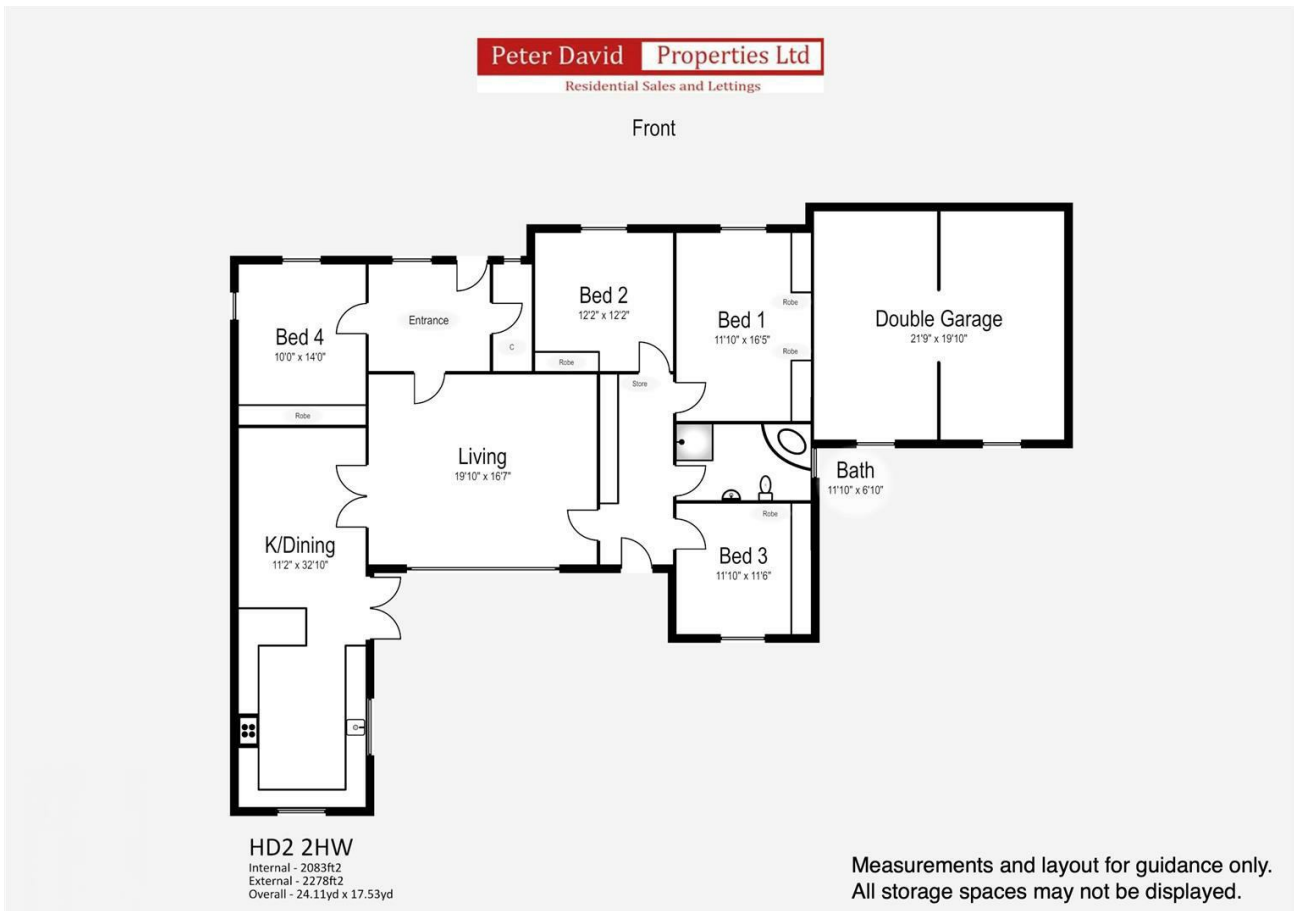 Peter David Properties Ltd
Residential Sales and Lettings
Front
Bed 4
10'0" x 14'0"
Robe
Entrance
C
Bed 2
12'2" x 12'2"
Robe
Store
Bed 1
11'10" x 16'5"
Robe
Robe
Double Garage
21'9" x 19'10"
Living
19'10" x 16'7"
Bath
11'10" x 6'10"
K/Dining
11'2" x 32'10"
Robe
Bed 3
11'10" x 11'6"
HD2 2HW
Internal - 2083ft2
External - 2278ft2
Overall - 24.11yd x 17.53yd
Measurements and layout for guidance only.
All storage spaces may not be displayed.